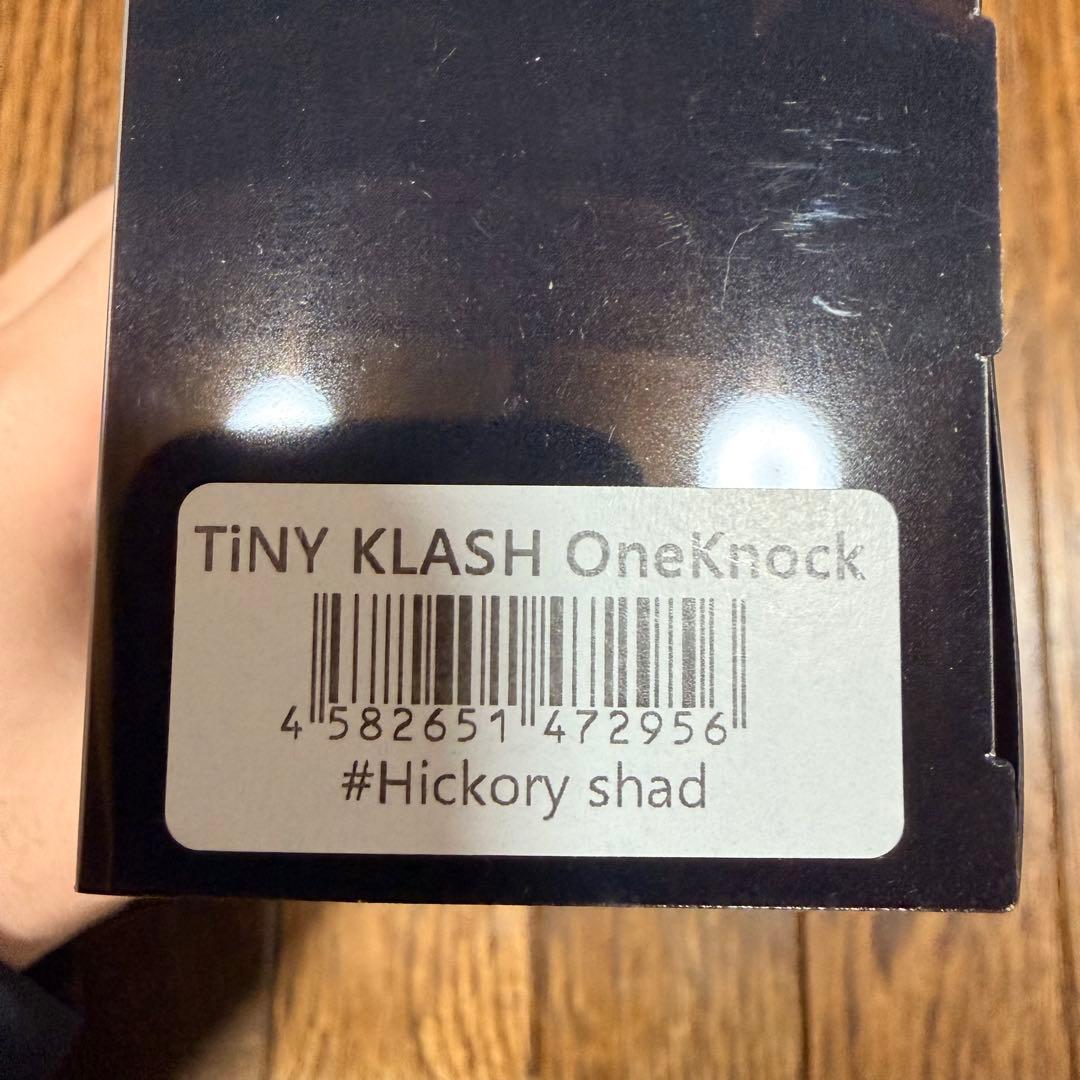 TiNY KLASH OneKnock
4 582651 472956
#Hickory shad